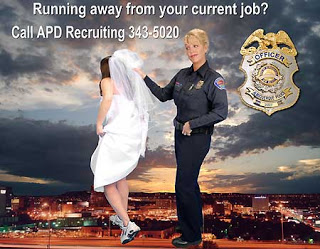 Running away from your current job?
Call APD Recruiting 343-5020
OFFICER